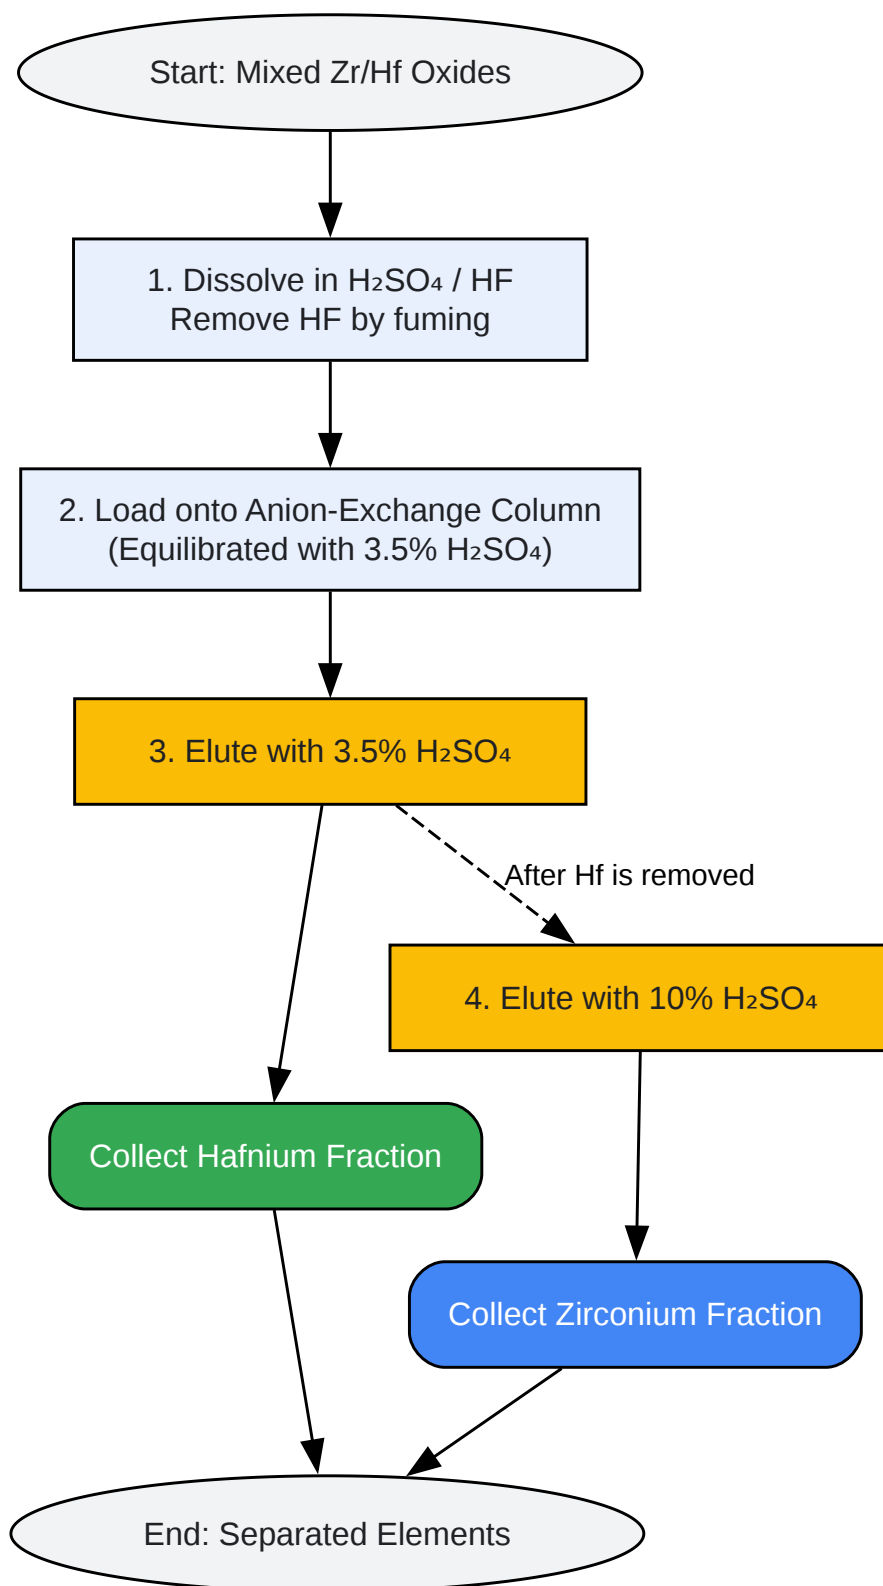 Start: Mixed Zr/Hf Oxides
1. Dissolve in H₂SO₄ / HF
Remove HF by fuming
2. Load onto Anion-Exchange Column
(Equilibrated with 3.5% H₂SO₄)
3. Elute with 3.5% H₂SO₄
After Hf is removed
4. Elute with 10% H₂SO₄
Collect Hafnium Fraction
Collect Zirconium Fraction
End: Separated Elements